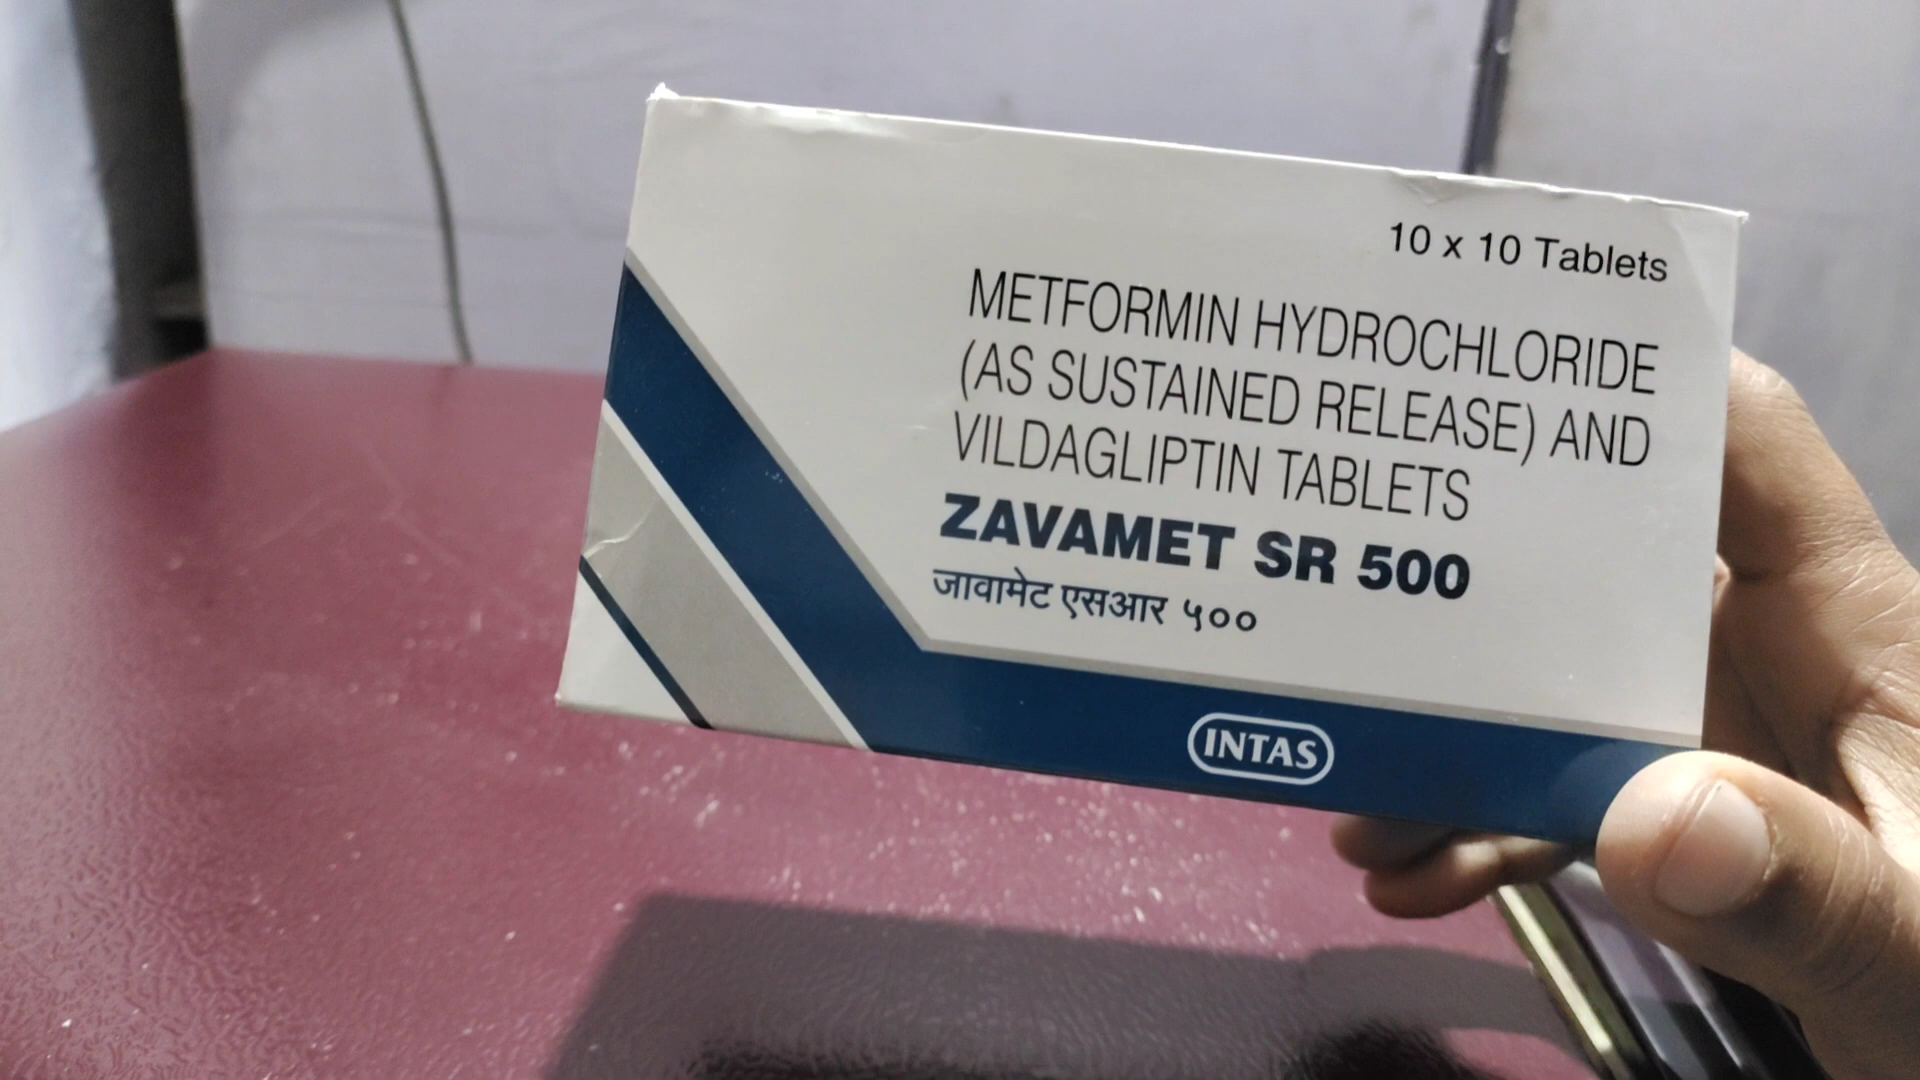 10 x 10 Tablets
METFORMIN HYDROCHLORIDE
(AS SUSTAINED RELEASE) AND
VILDAGLIPTIN TABLETS
ZAVAMET SR 500
जावामेट एसआर ५००
INTAS